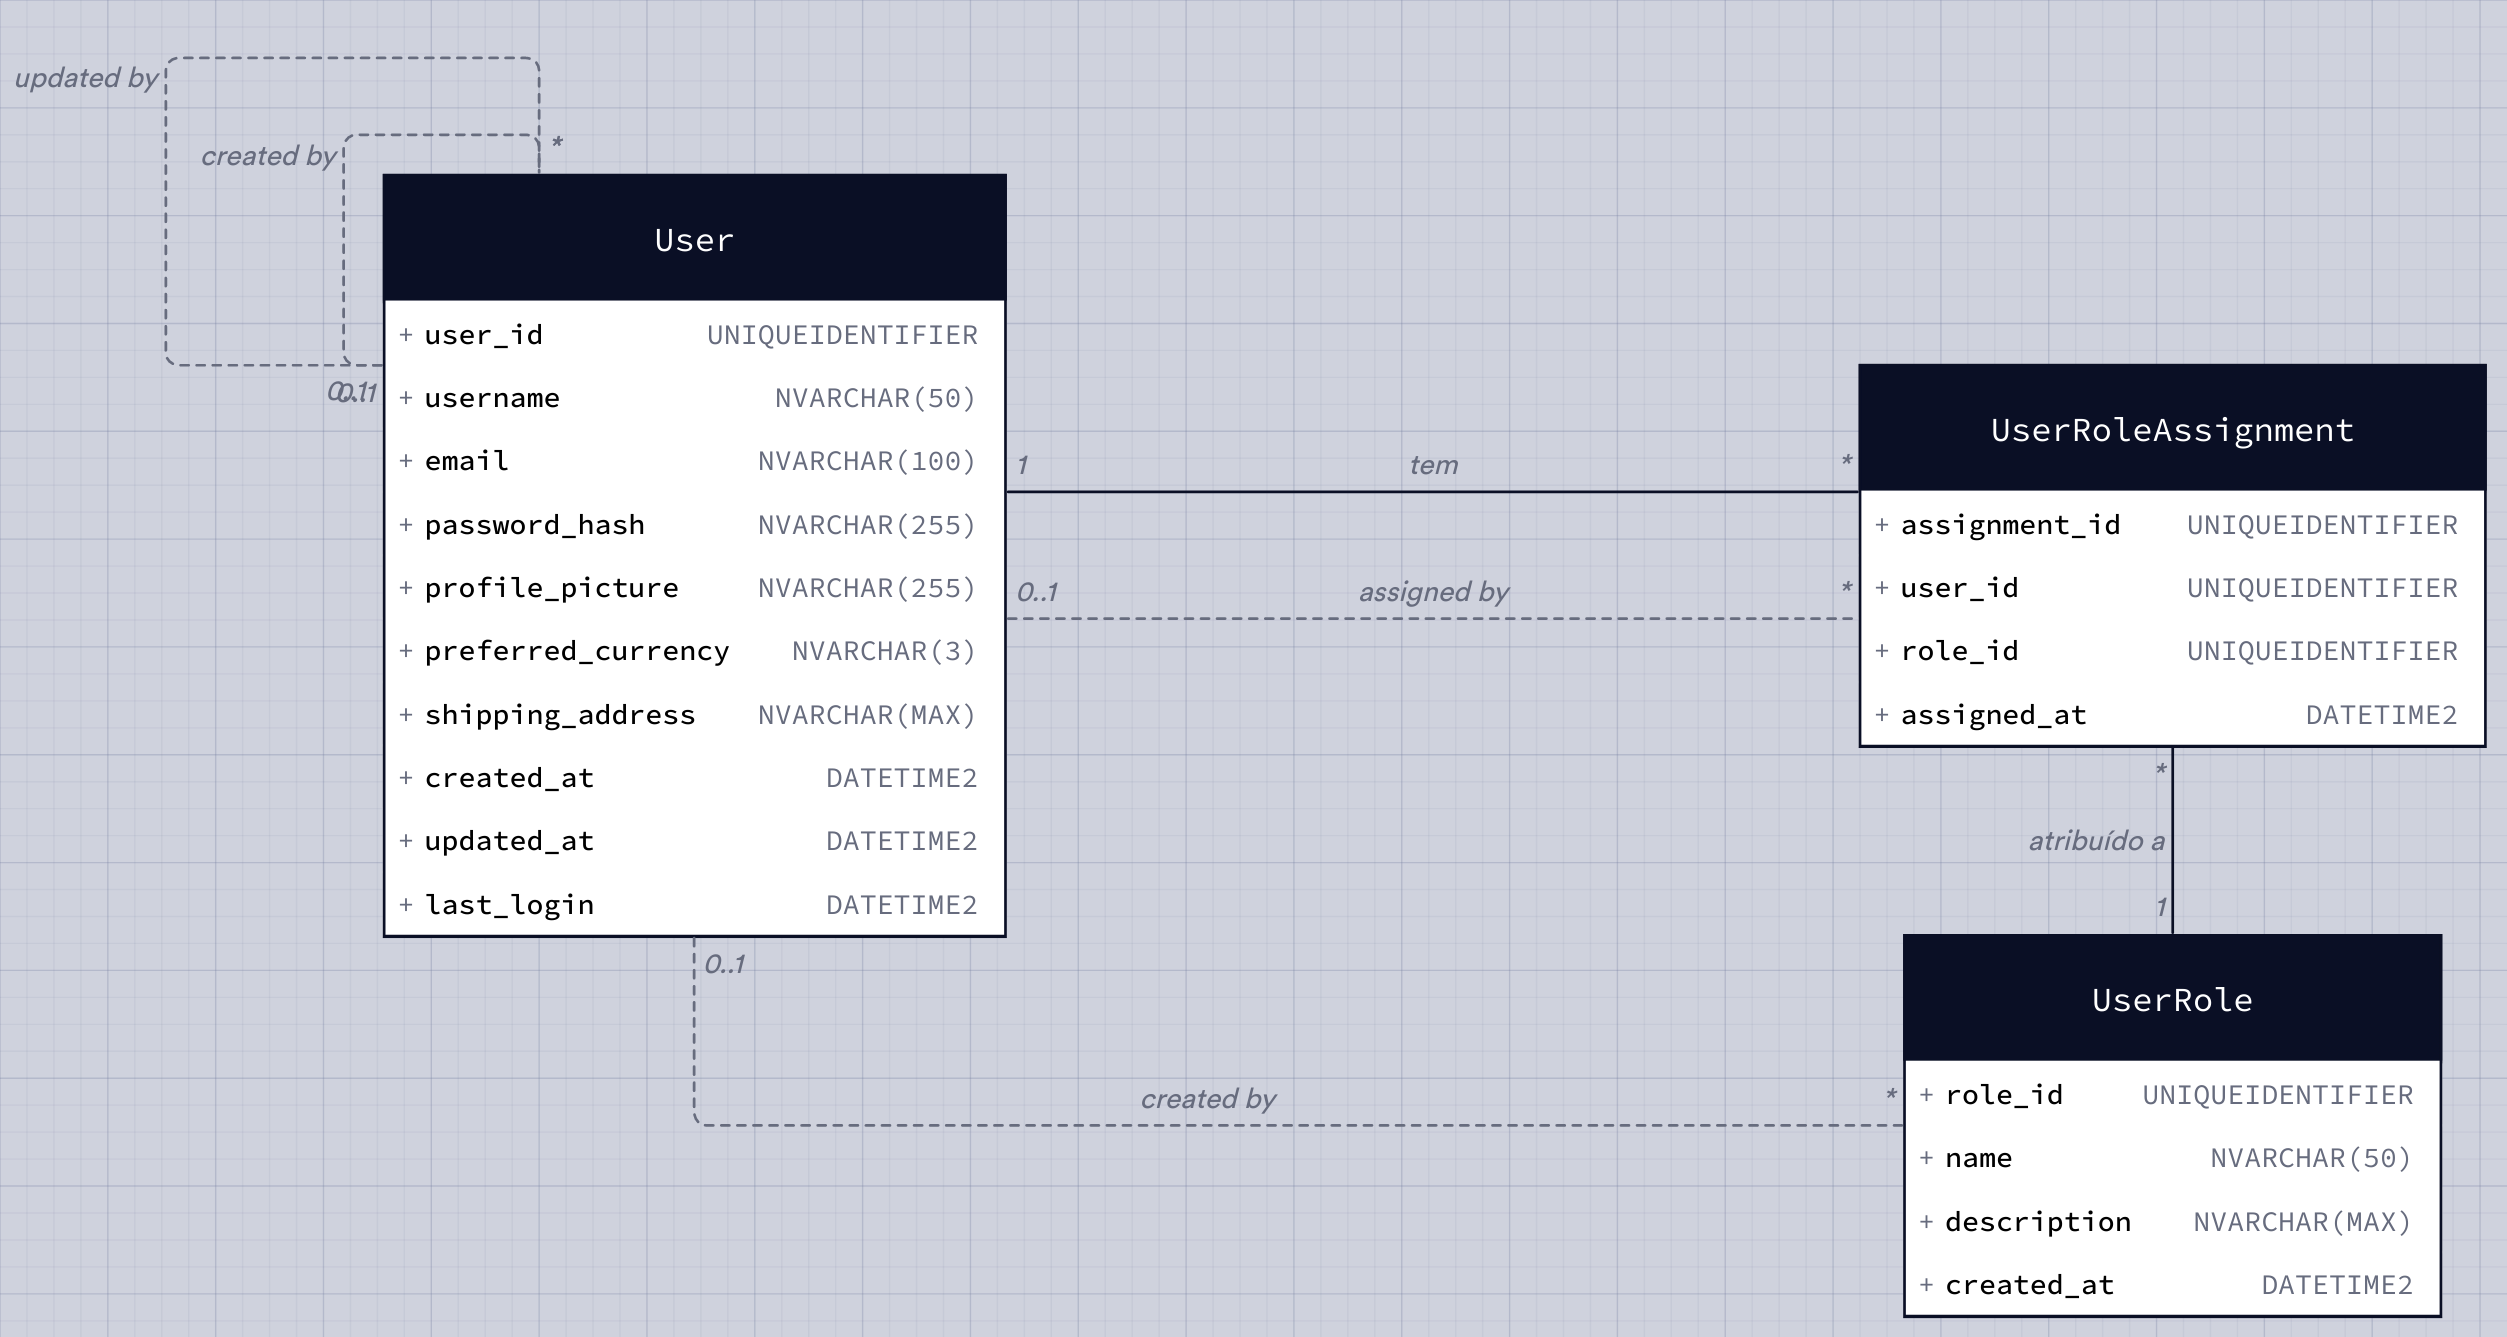 updated by
created by
*
User
+ user_id UNIQUEIDENTIFIER
+ username NVARCHAR(50)
+ email NVARCHAR(100)
+ password_hash NVARCHAR(255)
+ profile_picture NVARCHAR(255)
+ preferred_currency NVARCHAR(3)
+ shipping_address NVARCHAR(MAX)
+ created_at DATETIME2
+ updated_at DATETIME2
+ last_login DATETIME2
0..1
0..1
1 tem *
0..1 assigned by *
UserRoleAssignment
+ assignment_id UNIQUEIDENTIFIER
+ user_id UNIQUEIDENTIFIER
+ role_id UNIQUEIDENTIFIER
+ assigned_at DATETIME2
*
atribuído a
1
0..1
created by *
UserRole
+ role_id UNIQUEIDENTIFIER
+ name NVARCHAR(50)
+ description NVARCHAR(MAX)
+ created_at DATETIME2